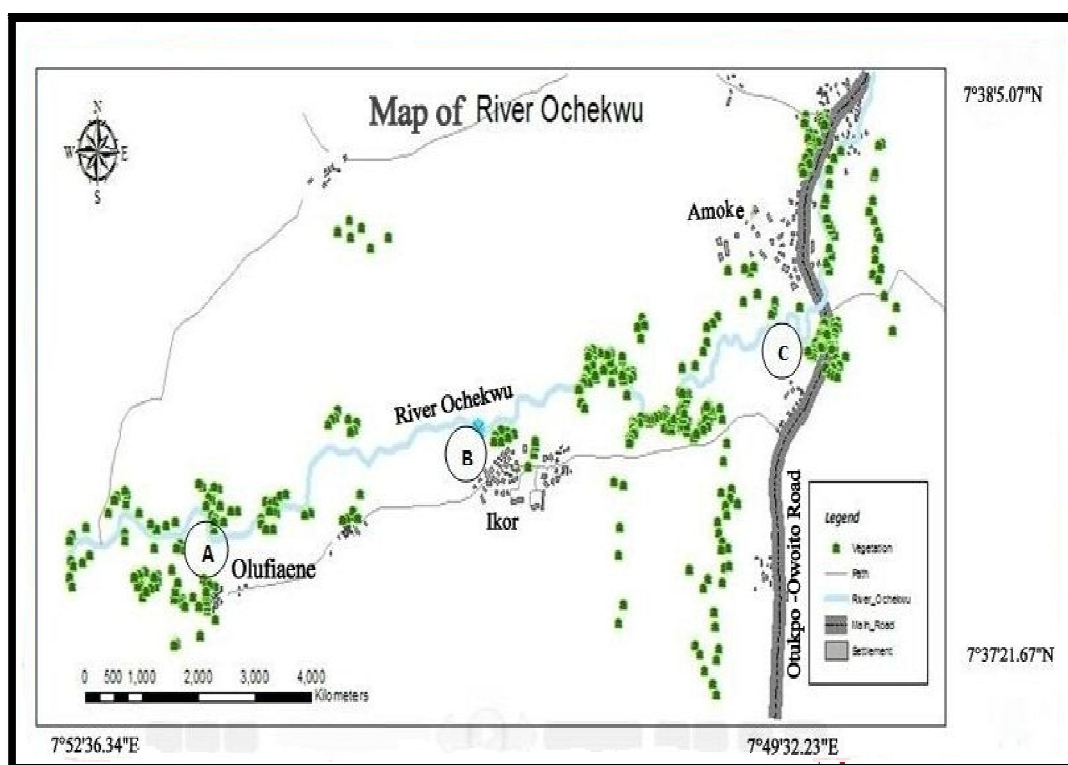 Map of River Ochekwu
7°38'5.07"N
N
W E
S
Amoke
C
River Ochekwu
B
Ikor
A
Olufiaene
Otukpo -Owoito Road
Legend
Vegetation
Path
River_Ochekwu
Main_Road
Settlement
0 500 1,000 2,000 3,000 4,000
Kilometers
7°37'21.67"N
7°52'36.34"E
7°49'32.23"E